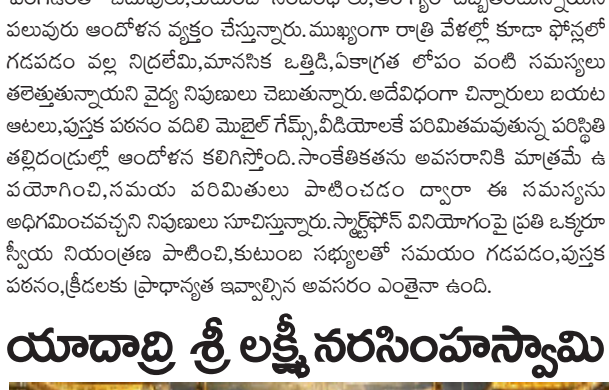 పలువురు ఆందోళన వ్యక్తం చేస్తున్నారు.ముఖ్యంగా రాత్రి వేళల్లో కూడా ఫోన్లలో
గడపడం వల్ల నిద్రలేమి,మానసిక ఒత్తిడి,ఏకాగ్రత లోపం వంటి సమస్యలు
తలెత్తుతున్నాయని వైద్య నిపుణులు చెబుతున్నారు.అదేవిధంగా చిన్నారులు బయట
ఆటలు,పుస్తక పఠనం వదిలి మొబైల్ గేమ్స్,వీడియోలకే పరిమితమవుతున్న పరిస్థితి
తల్లిదండ్రుల్లో ఆందోళన కలిగిస్తోంది.సాంకేతికతను అవసరానికి మాత్రమే ఉ
పయోగించి,సమయ పరిమితులు పాటించడం ద్వారా ఈ సమస్యను
అధిగమించవచ్చని నిపుణులు సూచిస్తున్నారు.స్మార్ట్‌ఫోన్ వినియోగంపై ప్రతి ఒక్కరూ
స్వీయ నియంత్రణ పాటించి,కుటుంబ సభ్యులతో సమయం గడపడం,పుస్తక
పఠనం,క్రీడలకు ప్రాధాన్యత ఇవ్వాల్సిన అవసరం ఎంతైనా ఉంది.
యాదాద్రి శ్రీ లక్ష్మీ నరసింహస్వామి